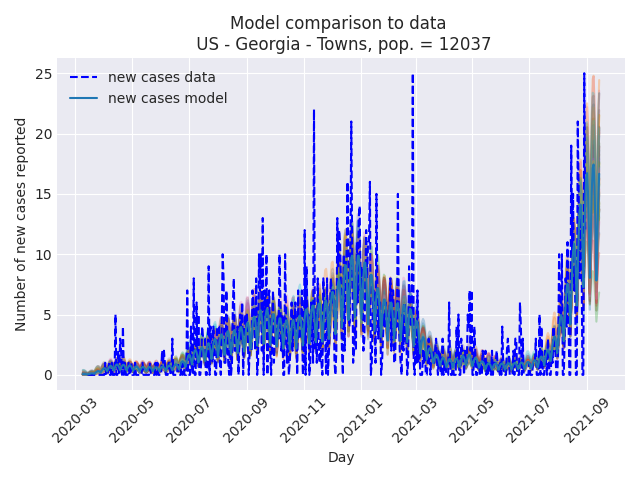 Model comparison to data
US - Georgia - Towns, pop. = 12037
new cases data
new cases model
Number of new cases reported
25
20
15
10
5
0
2020-03
2020-05
2020-07
2020-09
2020-11
2021-01
2021-03
2021-05
2021-07
2021-09
Day